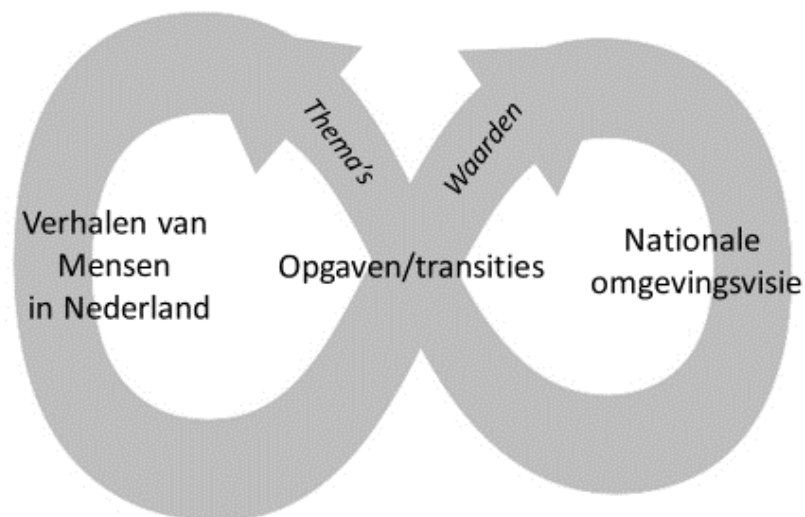 Thema's
Waarden
Verhalen van
Mensen
in Nederland
Opgaven/transities
Nationale
omgevingsvisie